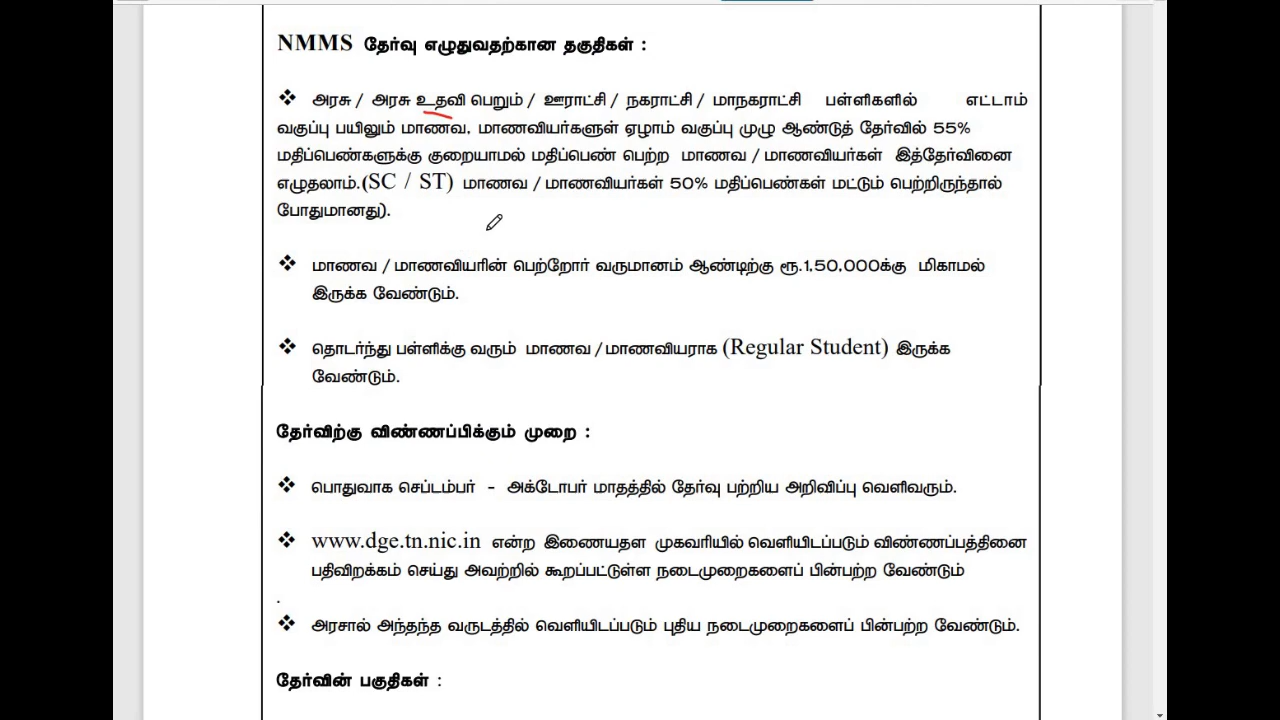 NMMS தேர்வு எழுதுவதற்கான தகுதிகள் :
❖ அரசு / அரசு உதவி பெறும் / ஊராட்சி / நகராட்சி / மாநகராட்சி பள்ளிகளில் எட்டாம்
வகுப்பு பயிலும் மாணவ, மாணவியர்களுள் ஏழாம் வகுப்பு முழு ஆண்டுத் தேர்வில் 55%
மதிப்பெண்களுக்கு குறையாமல் மதிப்பெண் பெற்ற மாணவ / மாணவியர்கள் இத்தேர்வினை
எழுதலாம்.(SC / ST) மாணவ / மாணவியர்கள் 50% மதிப்பெண்கள் மட்டும் பெற்றிருந்தால்
போதுமானது).
❖ மாணவ / மாணவியரின் பெற்றோர் வருமானம் ஆண்டிற்கு ரூ.1,50,000க்கு மிகாமல்
இருக்க வேண்டும்.
❖ தொடர்ந்து பள்ளிக்கு வரும் மாணவ / மாணவியராக (Regular Student) இருக்க
வேண்டும்.
தேர்விற்கு விண்ணப்பிக்கும் முறை :
❖ பொதுவாக செப்டம்பர் - அக்டோபர் மாதத்தில் தேர்வு பற்றிய அறிவிப்பு வெளிவரும்.
❖ www.dge.tn.nic.in என்ற இணையதள முகவரியில் வெளியிடப்படும் விண்ணப்பத்தினை
பதிவிறக்கம் செய்து அவற்றில் கூறப்பட்டுள்ள நடைமுறைகளைப் பின்பற்ற வேண்டும்
.
❖ அரசால் அந்தந்த வருடத்தில் வெளியிடப்படும் புதிய நடைமுறைகளைப் பின்பற்ற வேண்டும்.
தேர்வின் பகுதிகள் :